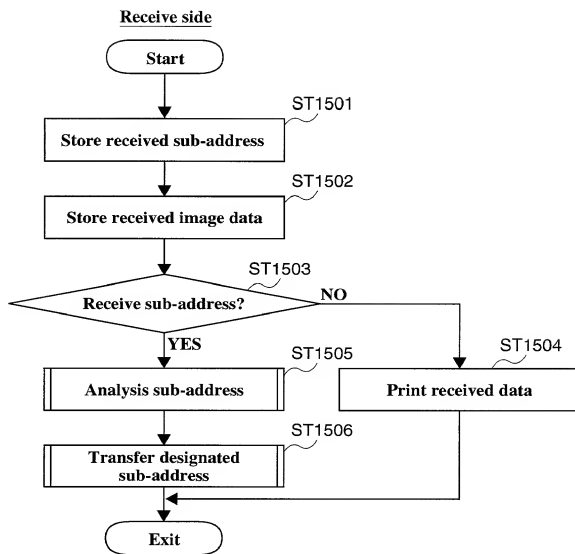 Receive side
Start
ST1501
Store received sub-address
ST1502
Store received image data
ST1503
Receive sub-address?
NO
YES
ST1505
Analysis sub-address
ST1504
Print received data
ST1506
Transfer designated
sub-address
Exit